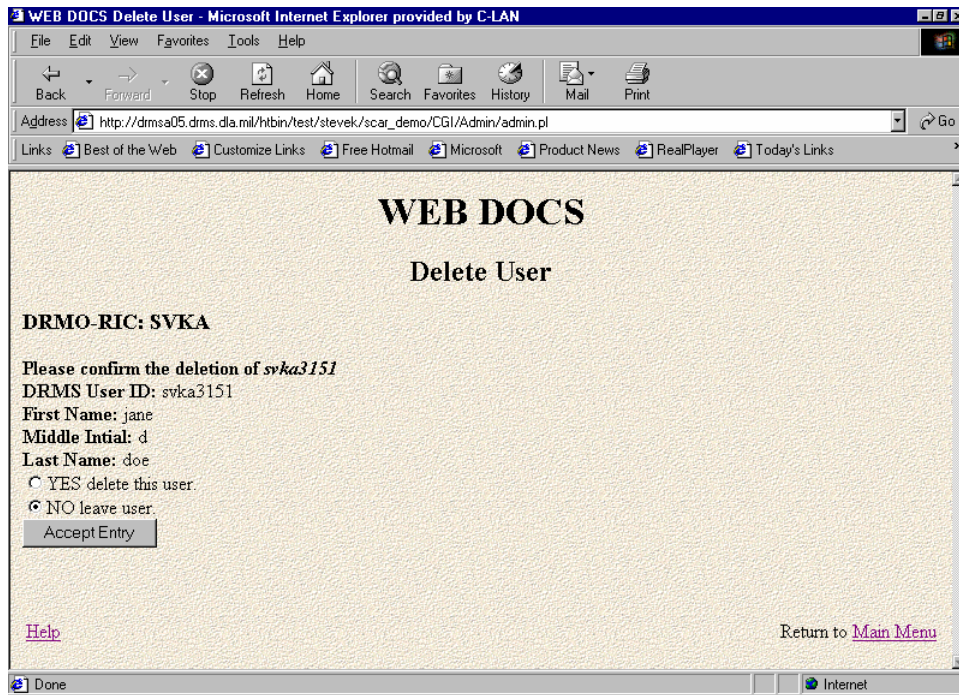 WEB DOCS Delete User - Microsoft Internet Explorer provided by C-LAN
File Edit View Favorites Tools Help
Back Forward Stop Refresh Home Search Favorites History Mail Print
Address http://drmsa05.drms.dla.mil/htbin/test/stevek/scar_demo/CGI/Admin/admin.pl Go
Links Best of the Web Customize Links Free Hotmail Microsoft Product News RealPlayer Today's Links
WEB DOCS
Delete User
DRMO-RIC: SVKA
Please confirm the deletion of svka3151
DRMS User ID: svka3151
First Name: jane
Middle Intial: d
Last Name: doe
YES delete this user.
NO leave user.
Accept Entry
Help Return to Main Menu
Done Internet